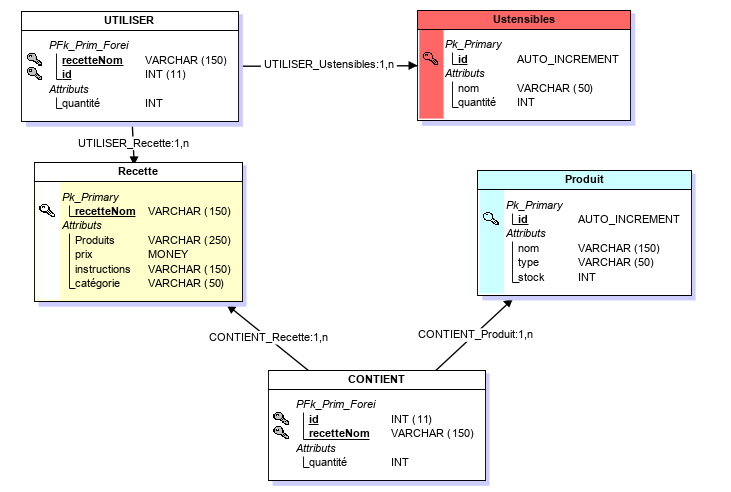 UTILISER
PFk_Prim_Forei
recetteNom VARCHAR (150)
id INT (11)
Attributs
quantité INT
UTILISER_Ustensibles:1,n
Ustensibles
Pk_Primary
id AUTO_INCREMENT
Attributs
nom VARCHAR (50)
quantité INT
UTILISER_Recette:1,n
Recette
Pk_Primary
recetteNom VARCHAR (150)
Attributs
Produits VARCHAR (250)
prix MONEY
instructions VARCHAR (150)
catégorie VARCHAR (50)
Produit
Pk_Primary
id AUTO_INCREMENT
Attributs
nom VARCHAR (150)
type VARCHAR (50)
stock INT
CONTIENT_Recette:1,n
CONTIENT_Produit:1,n
CONTIENT
PFk_Prim_Forei
id INT (11)
recetteNom VARCHAR (150)
Attributs
quantité INT